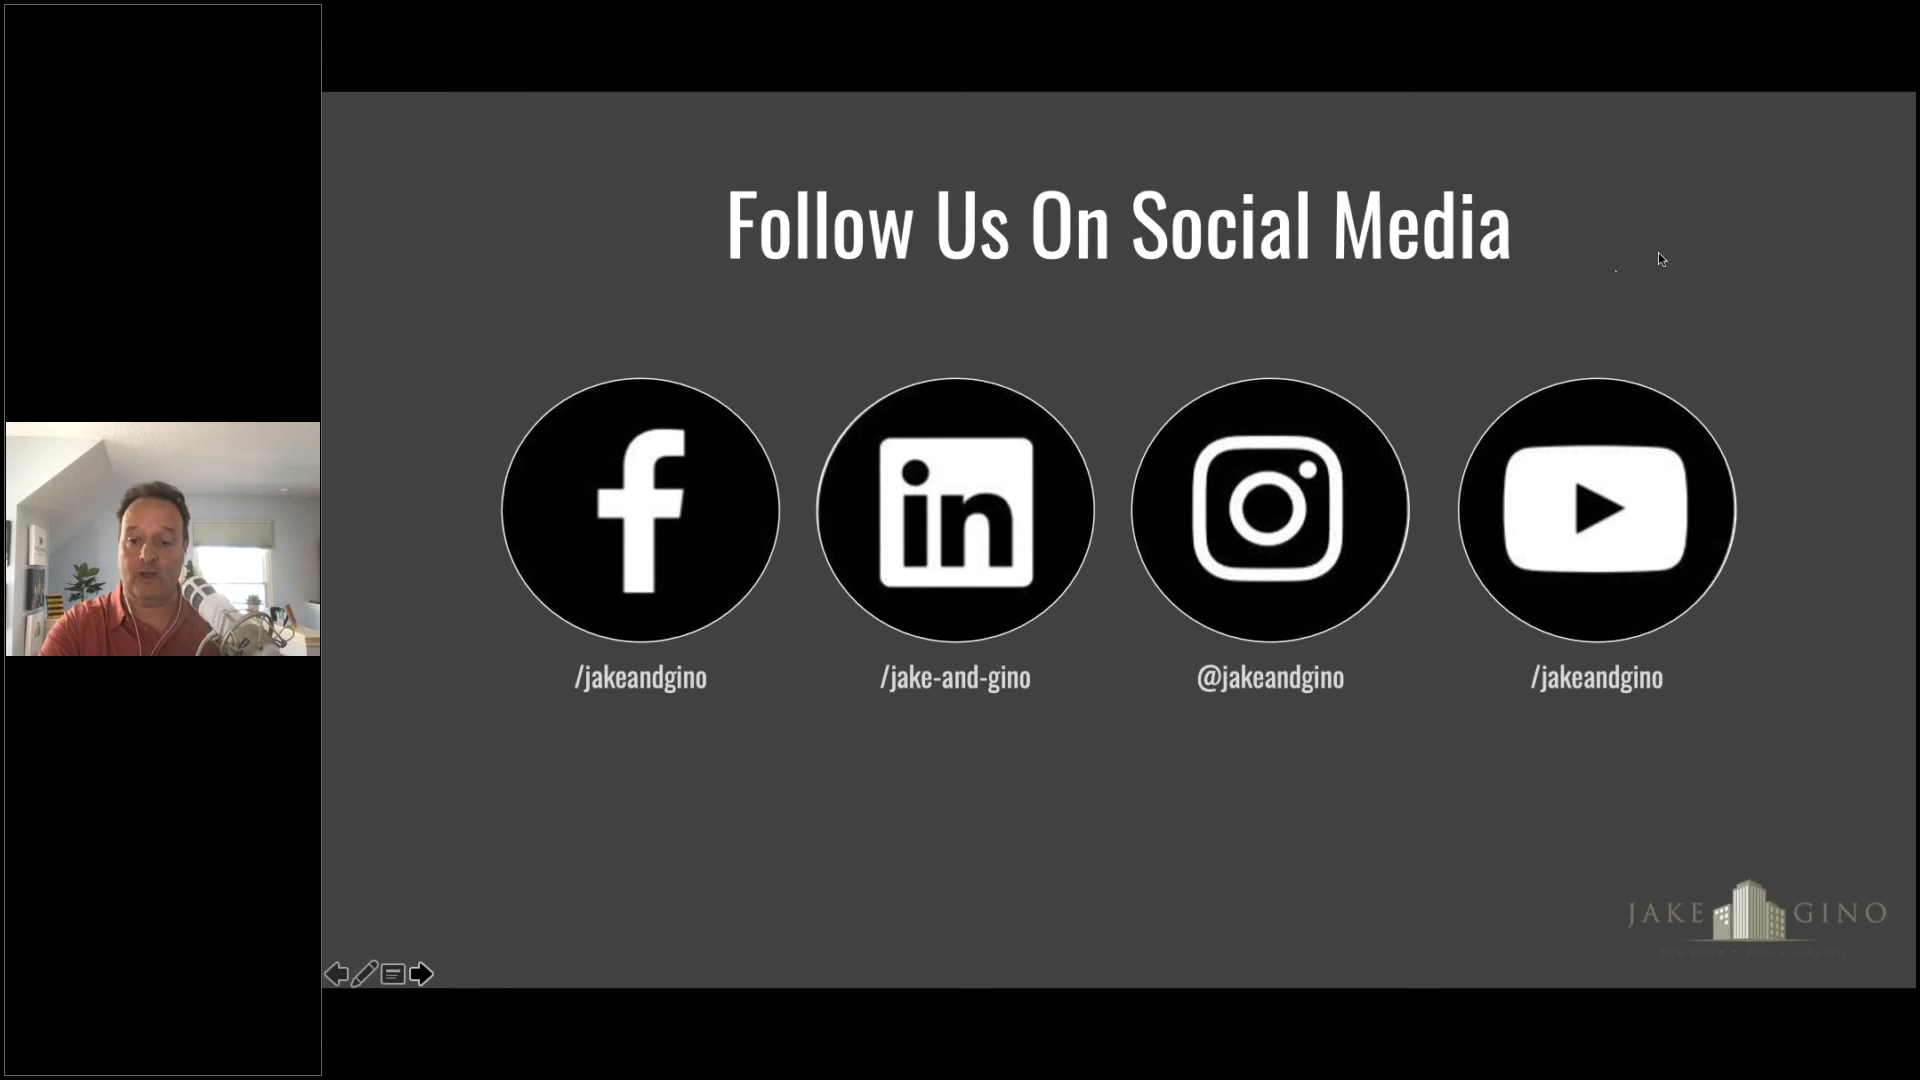 Follow Us On Social Media
/jakeandgino
/jake-and-gino
@jakeandgino
/jakeandgino
JAKE GINO